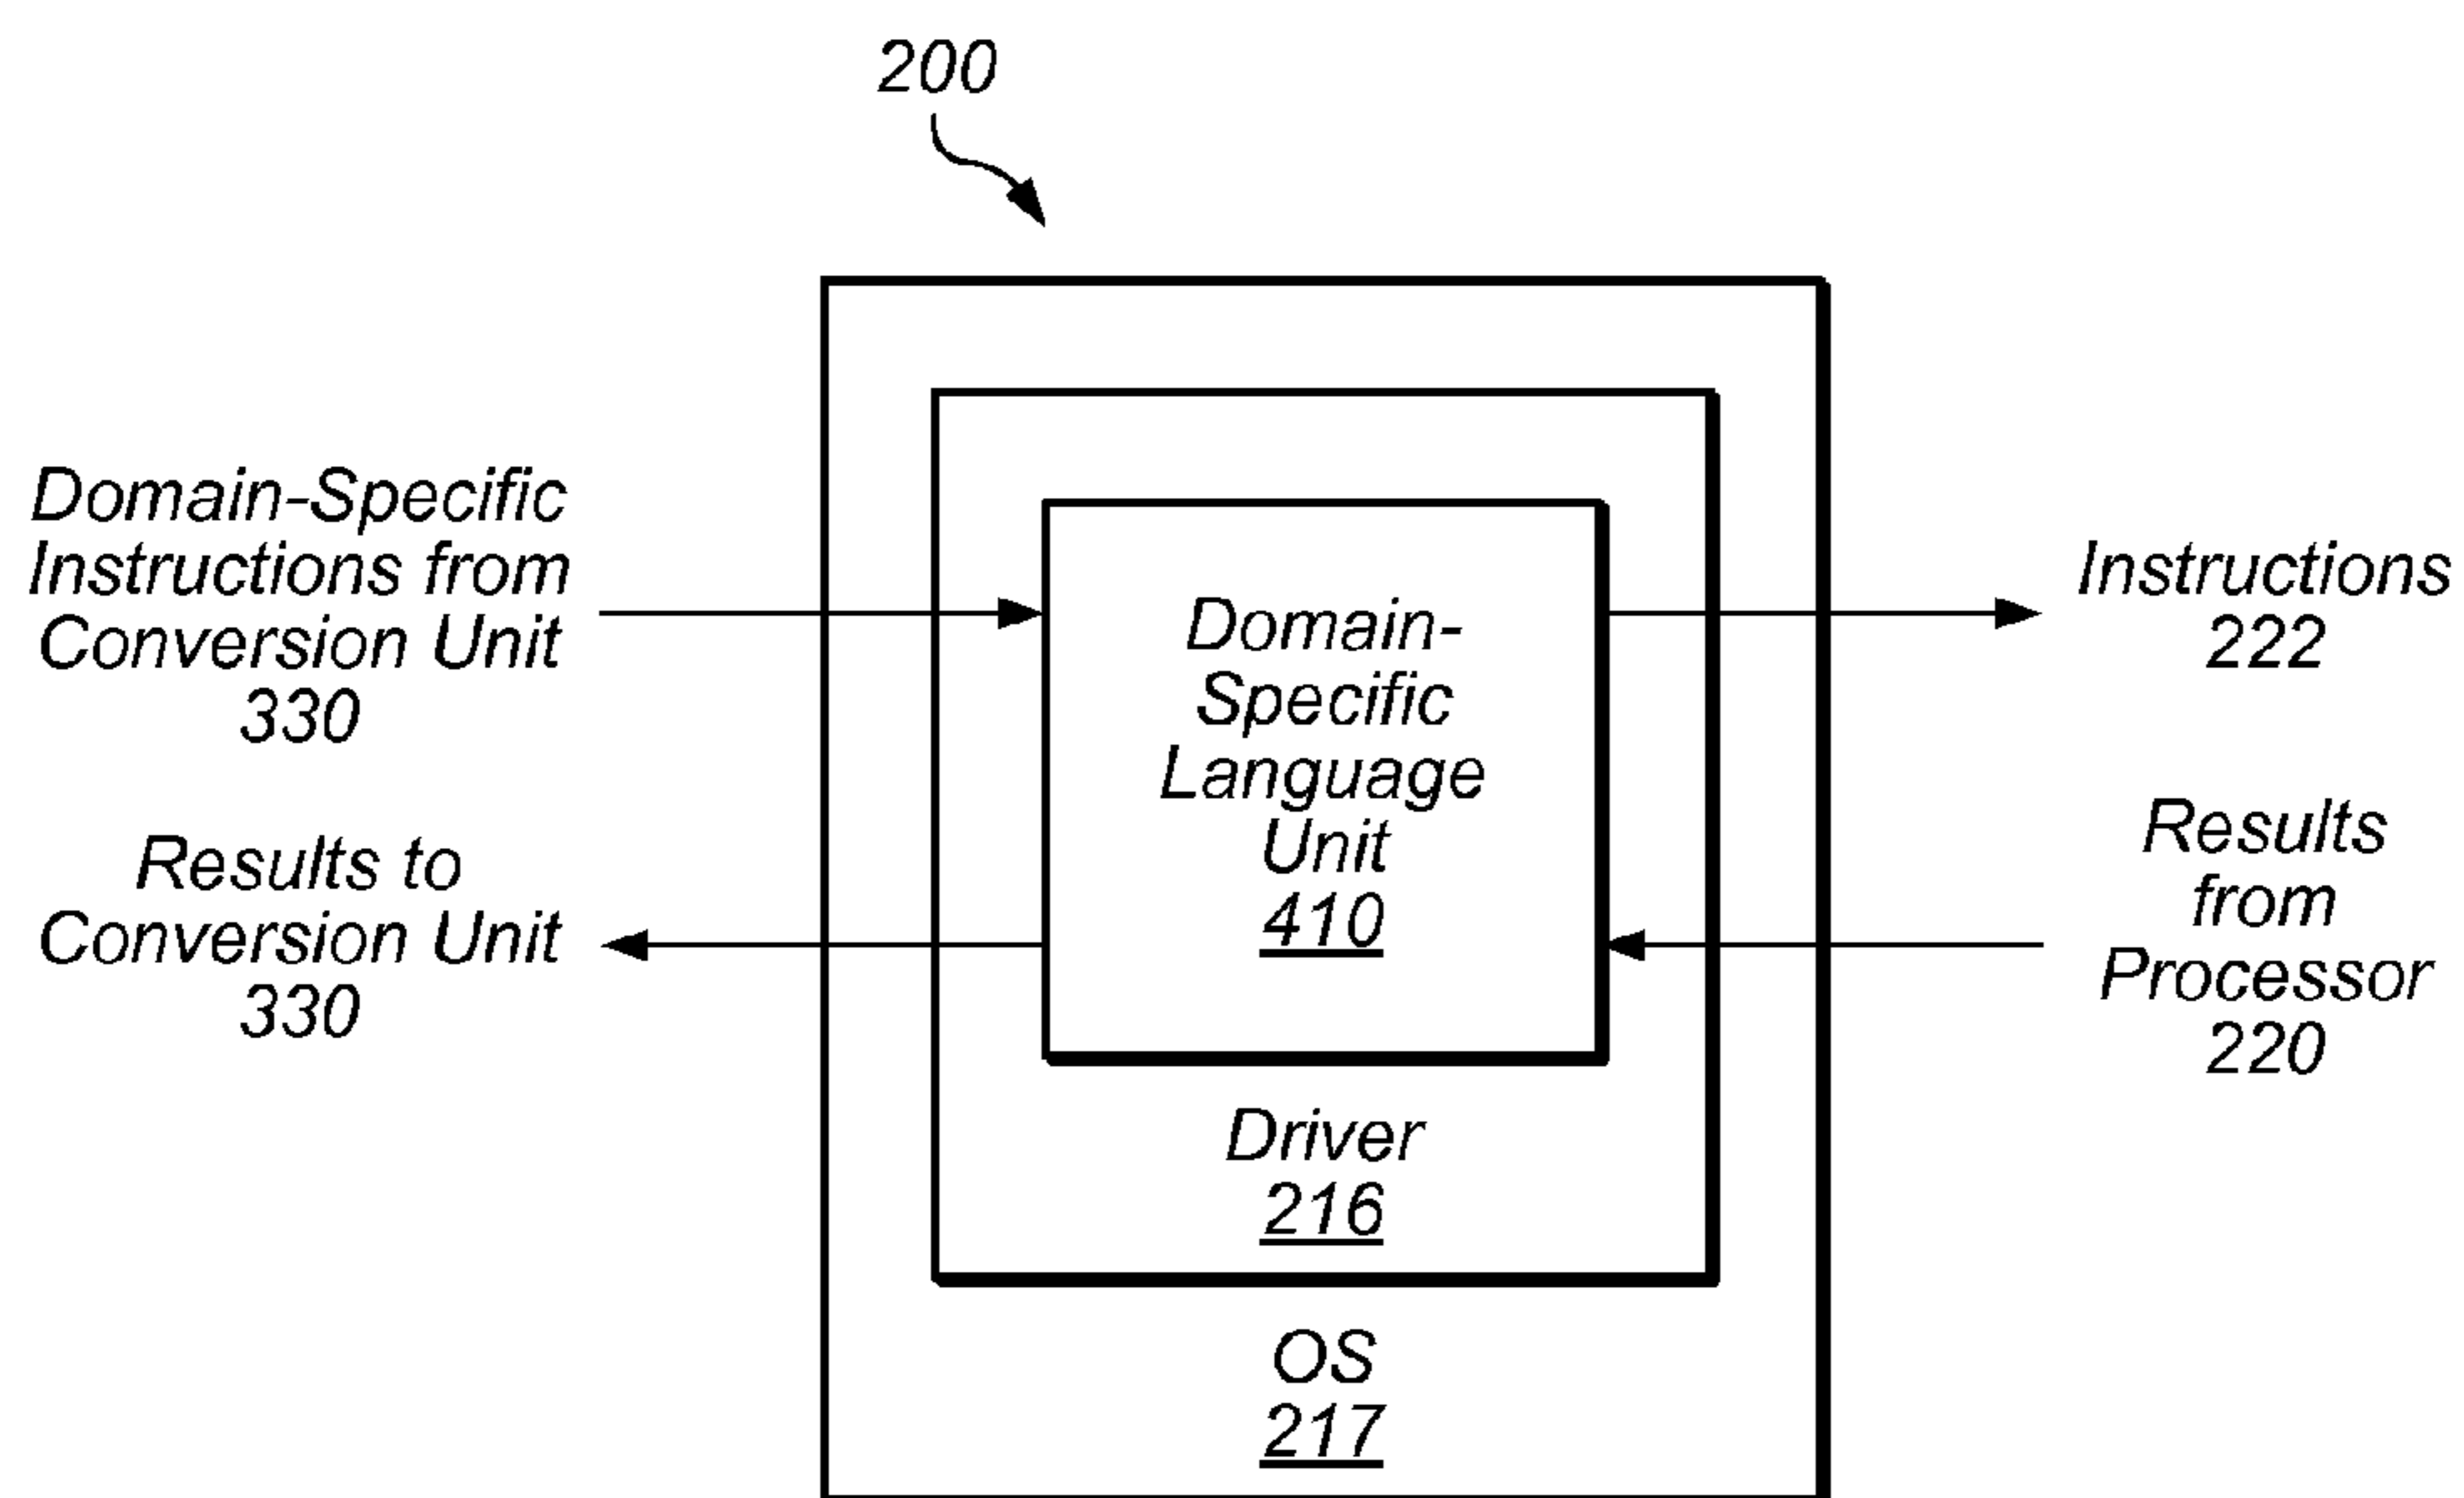 200
Domain-Specific
Instructions from
Conversion Unit
330
Results to
Conversion Unit
330
Domain-
Specific
Language
Unit
410
Driver
216
OS
217
Instructions
222
Results
from
Processor
220